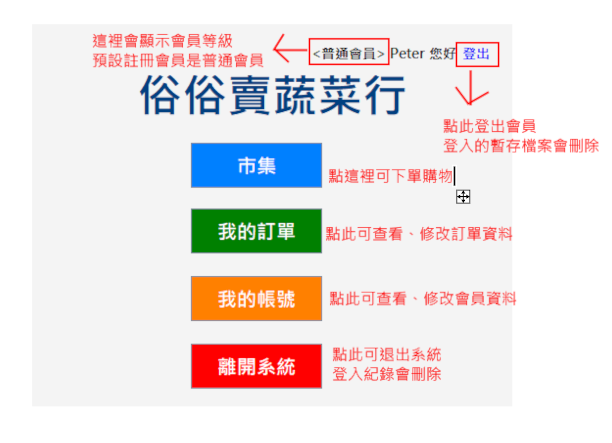 這裡會顯示會員等級
預設註冊會員是普通會員
<普通會員> Peter 您好 登出
俗俗賣蔬菜行
點此登出會員
登入的暫存檔案會刪除
市集
點這裡可下單購物
我的訂單
點此可查看、修改訂單資料
我的帳號
點此可查看、修改會員資料
離開系統
點此可退出系統
登入紀錄會刪除